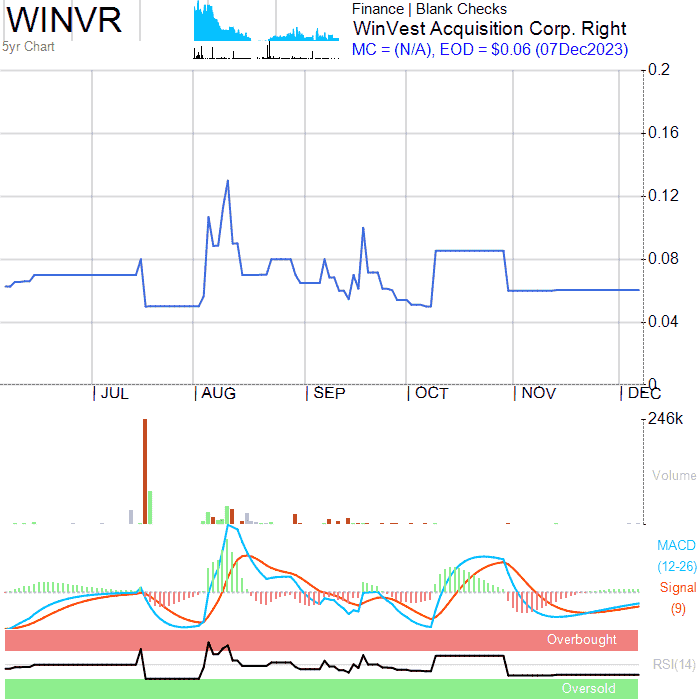 WINVR
5yr Chart
Finance | Blank Checks
WinVest Acquisition Corp. Right
MC = (N/A), EOD = $0.06 (07Dec2023)
0.2
0.16
0.12
0.08
0.04
0
JUL AUG SEP OCT NOV DEC
246k
Volume
MACD
(12-26)
Signal
(9)
Overbought
RSI(14)
Oversold